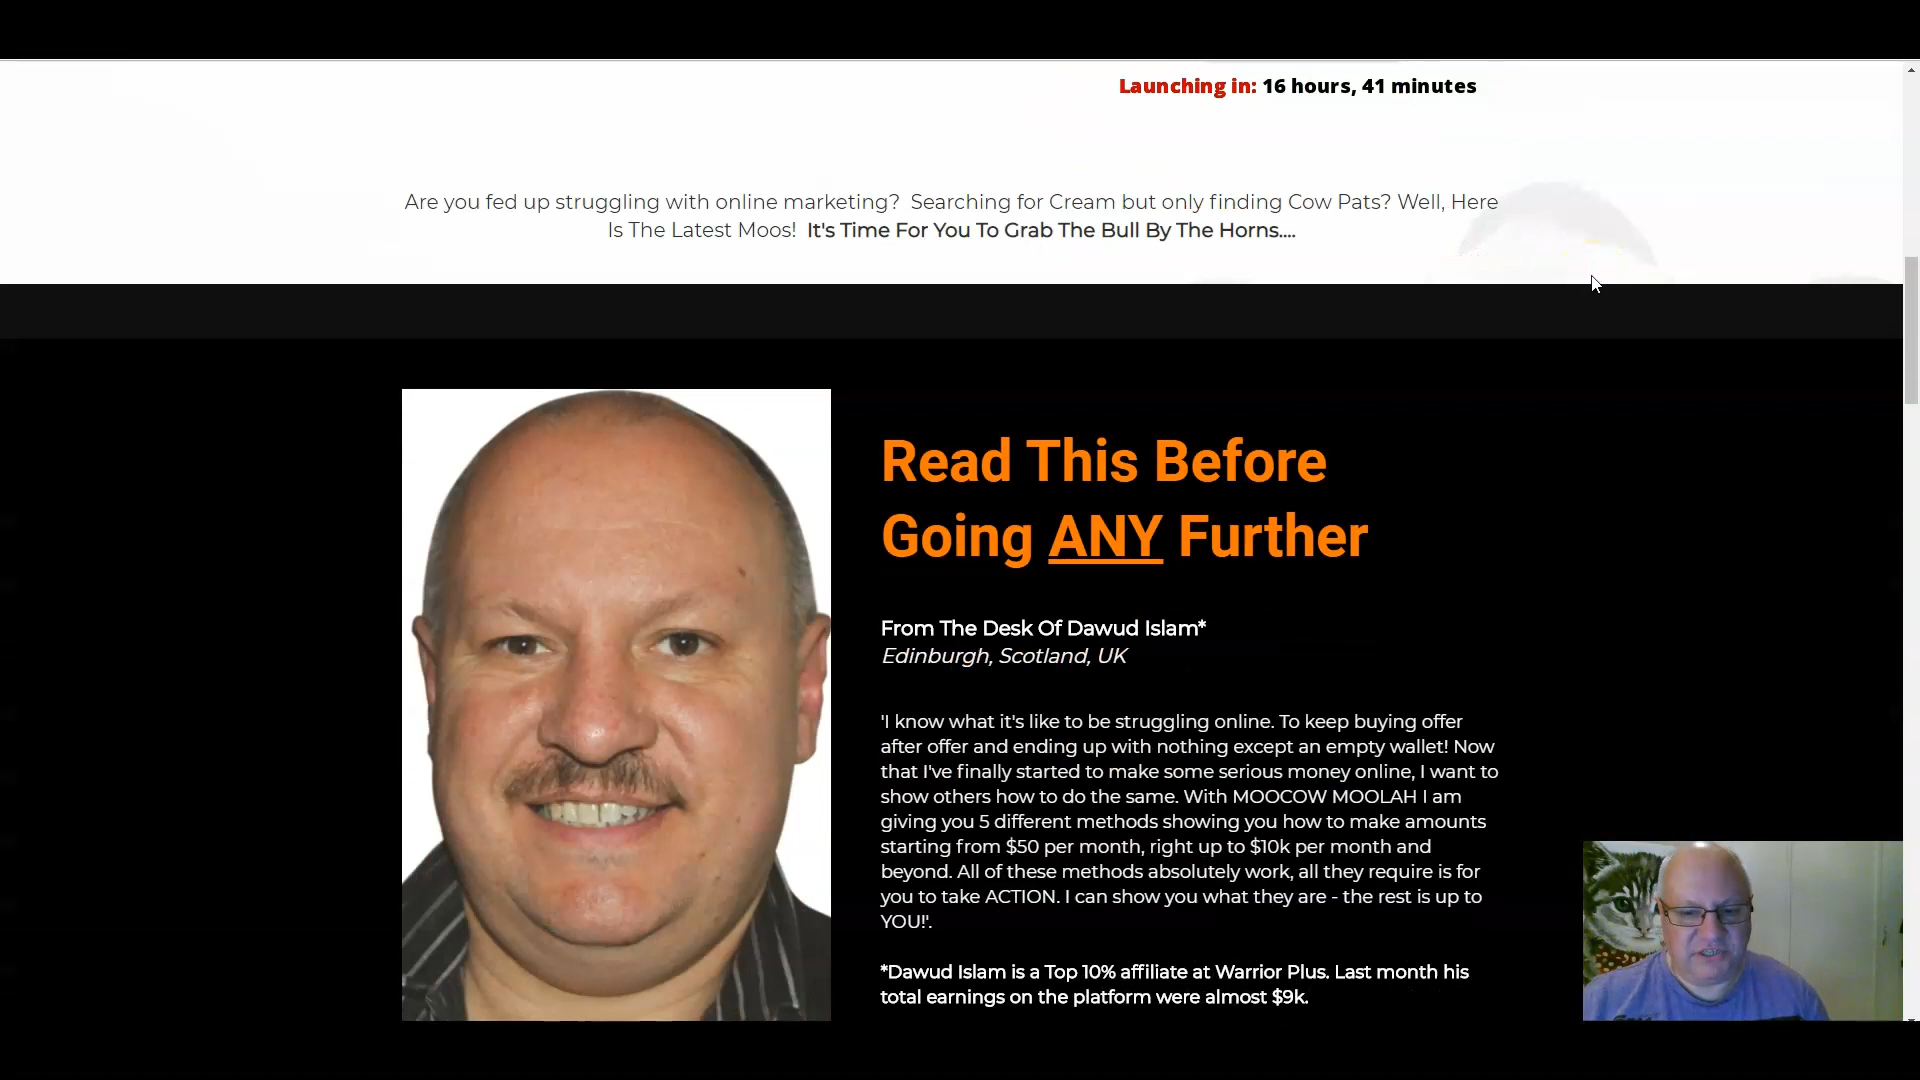 Launching in: 16 hours, 41 minutes
Are you fed up struggling with online marketing?  Searching for Cream but only finding Cow Pats? Well, Here
Is The Latest Moos!  It's Time For You To Grab The Bull By The Horns....
Read This Before
Going ANY Further
From The Desk Of Dawud Islam*
Edinburgh, Scotland, UK
'I know what it's like to be struggling online. To keep buying offer
after offer and ending up with nothing except an empty wallet! Now
that I've finally started to make some serious money online, I want to
show others how to do the same. With MOOCOW MOOLAH I am
giving you 5 different methods showing you how to make amounts
starting from $50 per month, right up to $10k per month and
beyond. All of these methods absolutely work, all they require is for
you to take ACTION. I can show you what they are - the rest is up to
YOU!'.
*Dawud Islam is a Top 10% affiliate at Warrior Plus. Last month his
total earnings on the platform were almost $9k.